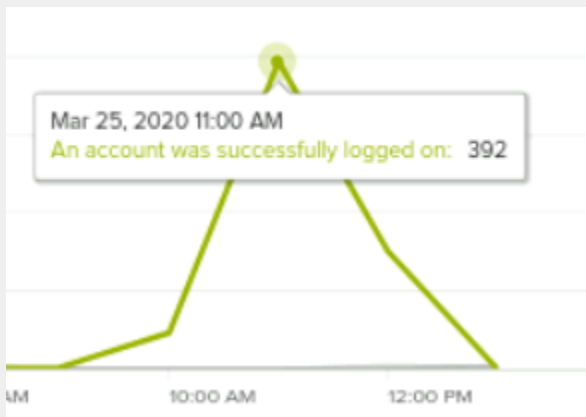 Mar 25, 2020 11:00 AM
An account was successfully logged on: 392
AM 10:00 AM 12:00 PM